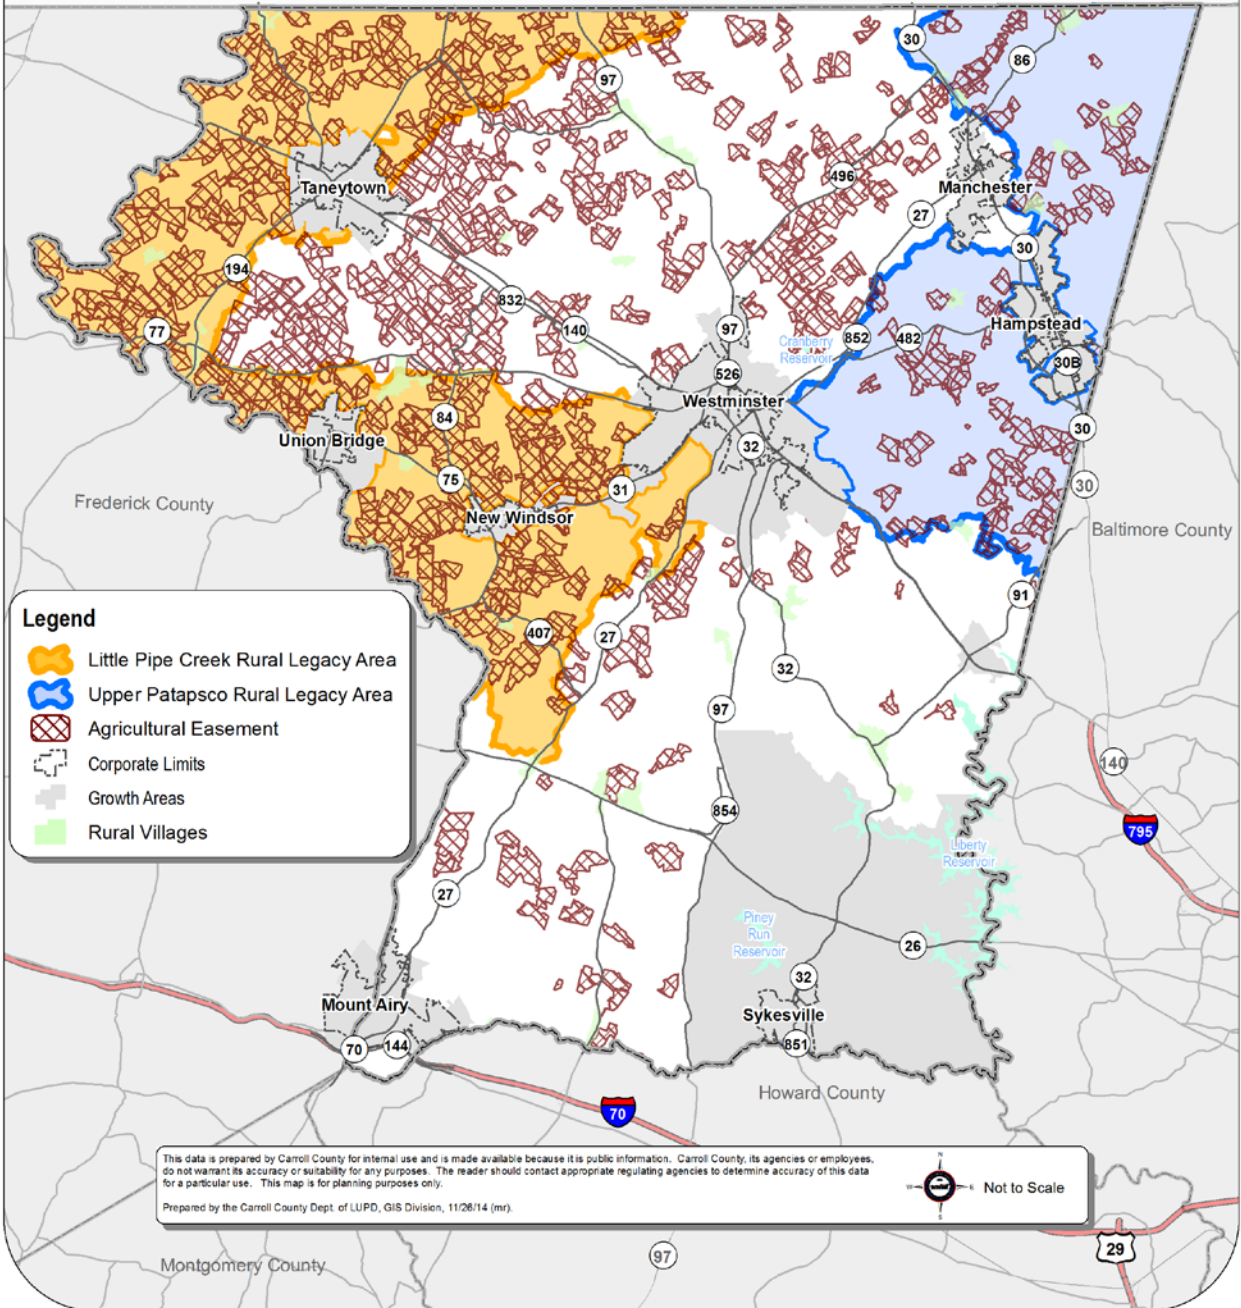 30
86
97
496
Taneytown
Manchester
27
30
194
832
77
140
97
Cranberry
Reservoir
852
482
Hampstead
30B
526
Westminster
84
Union Bridge
32
30
75
31
30
Frederick County
New Windsor
Baltimore County
91
Legend
Little Pipe Creek Rural Legacy Area
Upper Patapsco Rural Legacy Area
Agricultural Easement
Corporate Limits
Growth Areas
Rural Villages
407
27
32
97
140
854
795
Liberty
Reservoir
27
Piney
Run
Reservoir
26
32
Mount Airy
Sykesville
70
144
851
Howard County
70
This data is prepared by Carroll County for internal use and is made available because it is public information. Carroll County, its agencies or employees,
do not warrant its accuracy or suitability for any purposes. The reader should contact appropriate regulating agencies to determine accuracy of this data
for a particular use. This map is for planning purposes only.
Prepared by the Carroll County Dept. of LUPD, GIS Division, 11/26/14 (mr).
N
W
E
S
Not to Scale
29
97
Montgomery County